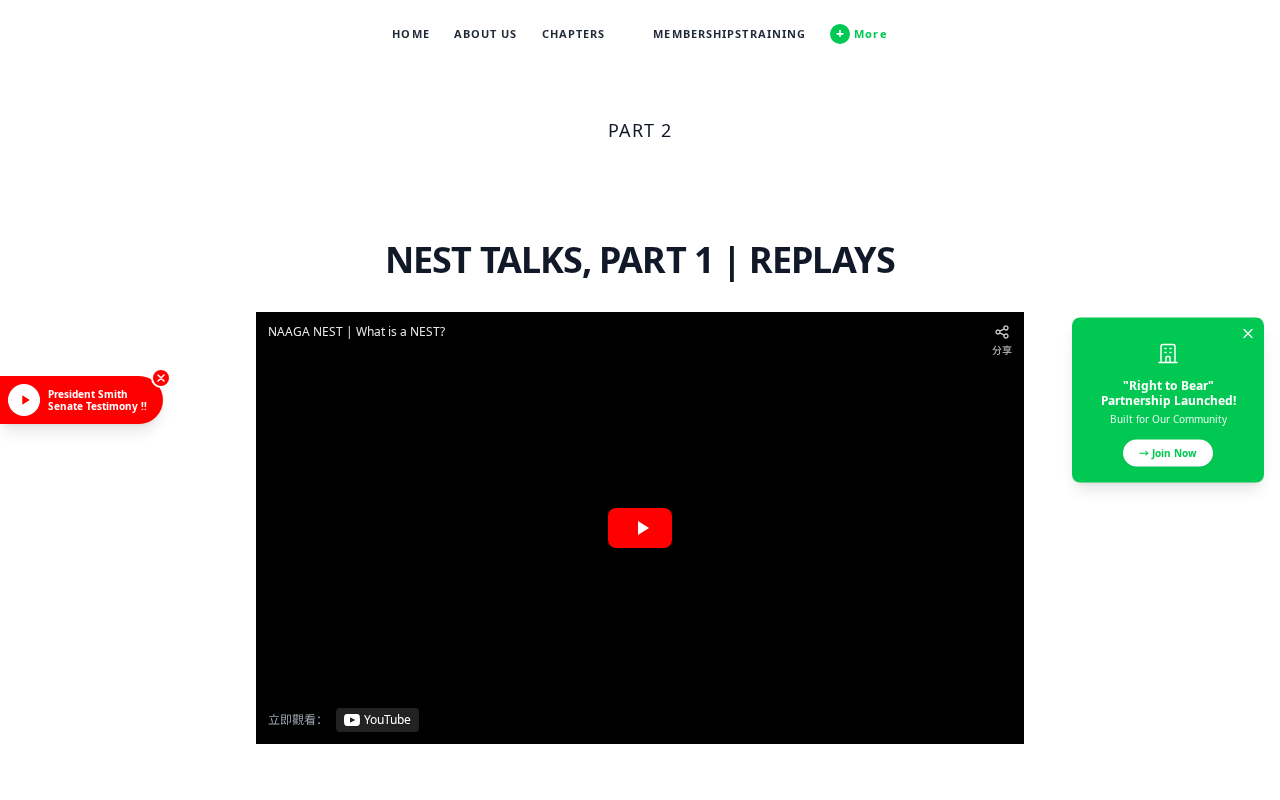 HOME ABOUT US CHAPTERS MEMBERSHIPS TRAINING + More
PART 2
NEST TALKS, PART 1 | REPLAYS
NAAGA NEST | What is a NEST?
分享
President Smith
Senate Testimony !!
"Right to Bear"
Partnership Launched!
Built for Our Community
→ Join Now
立即觀看：
YouTube